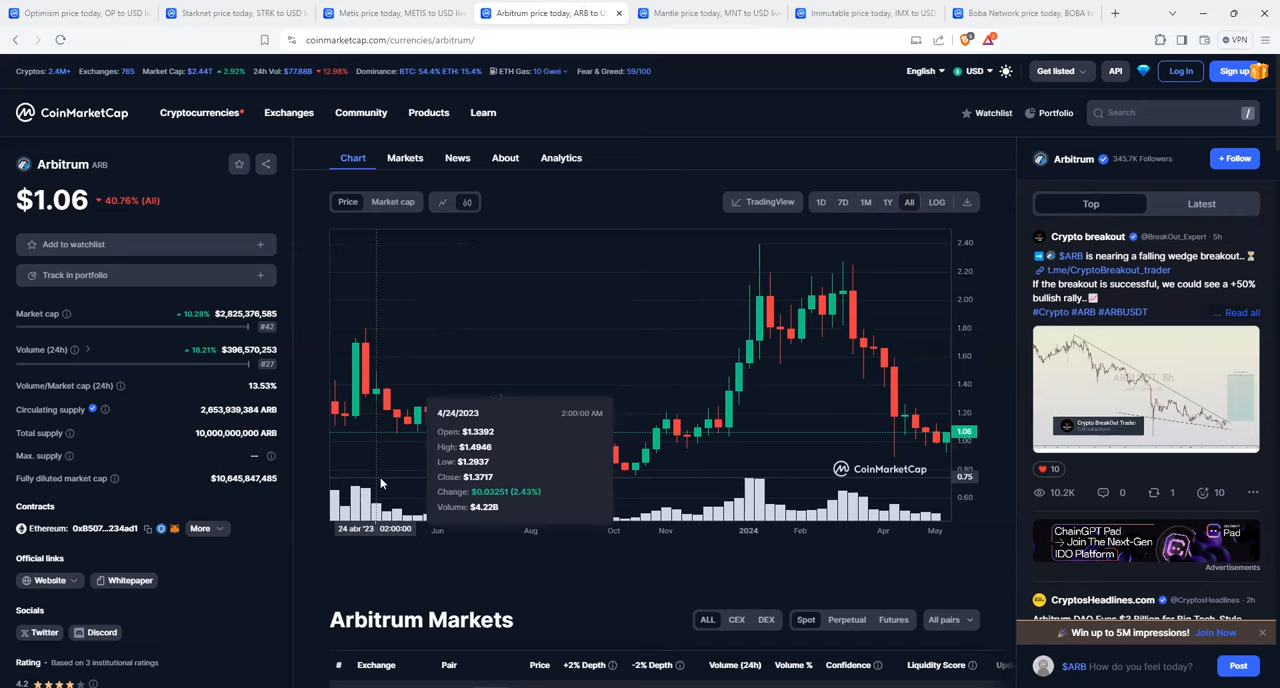 Optimism price today, OP to USD li
Starknet price today, STRK to USD l
Metis price today, METIS to USD live
Arbitrum price today, ARB to U
Mantle price today, MNT to USD live
Immutable price today, IMX to USD
Boba Network price today, BOBA to
coinmarketcap.com/currencies/arbitrum/
VPN
Cryptos: 2.4M+ Exchanges: 765 Market Cap: $2.44T 2.92% 24h Vol: $77.88B 12.98% Dominance: BTC: 54.4% ETH: 15.4% ETH Gas: 10 Gwei Fear & Greed: 59/100
English USD Get listed API Log In Sign up
CoinMarketCap Cryptocurrencies Exchanges Community Products Learn
Watchlist Portfolio Search /
Arbitrum ARB
$1.06 40.76% (All)
Add to watchlist +
Track in portfolio +
Market cap 10.28% $2,825,376,585
#42
Volume (24h) 18.21% $396,570,253
#27
Volume/Market cap (24h) 13.53%
Circulating supply 2,653,939,384 ARB
Total supply 10,000,000,000 ARB
Max. supply --
Fully diluted market cap $10,645,847,485
Contracts
Ethereum: 0xB507...234ad1 More
Official links
Website Whitepaper
Socials
Twitter Discord
Rating · Based on 3 institutional ratings
4.2
Chart Markets News About Analytics
Price Market cap
TradingView 1D 7D 1M 1Y All LOG
2.40
2.20
2.00
1.80
1.60
1.40
1.20
1.06
1.00
0.80
0.75
0.60
4/24/2023 2:00:00 AM
Open: $1.3392
High: $1.4946
Low: $1.2937
Close: $1.3717
Change: $0.03251 (2.43%)
Volume: $4.22B
CoinMarketCap
24 abr '23 02:00:00 Jun Aug Oct Nov 2024 Feb Apr May
Arbitrum Markets
ALL CEX DEX Spot Perpetual Futures All pairs
# Exchange Pair Price +2% Depth -2% Depth Volume (24h) Volume % Confidence Liquidity Score
Arbitrum 345.7K Followers + Follow
Top Latest
Crypto breakout @BreakOut_Expert · 5h
$ARB is nearing a falling wedge breakout..
t.me/CryptoBreakout_trader
If the breakout is successful, we could see a +50%
bullish rally..
#Crypto #ARB #ARBUSDT ... Read all
ARBUSDT, 8h
Crypto Breakout Trader
10
10.2K 0 1 10
ChainGPT Pad
→ Join The Next-Gen
IDO Platform
Pad
Advertisements
CryptosHeadlines.com @CryptosHeadlines · 2h
Win up to 5M impressions! Join Now
$ARB How do you feel today? Post